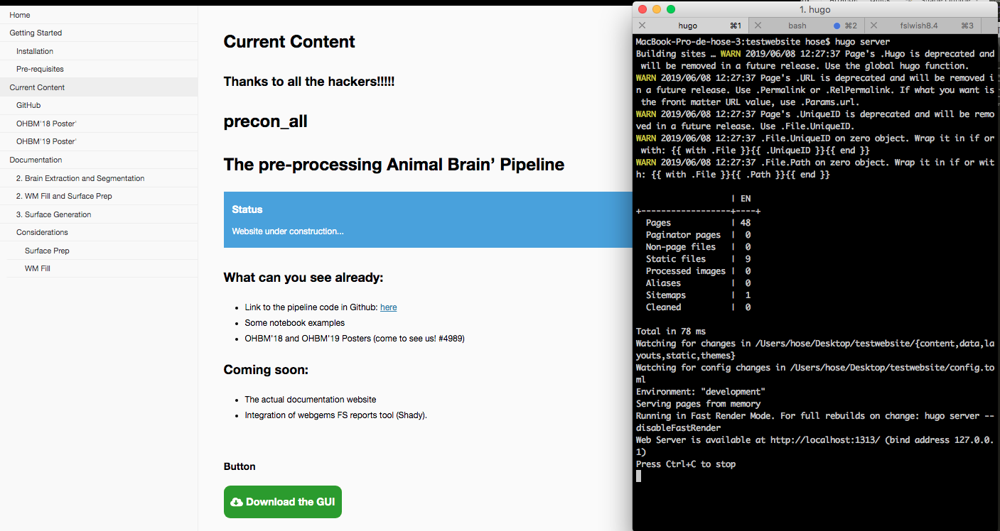 Home
Getting Started
Installation
Pre-requisites
Current Content
GitHub
OHBM'18 Poster'
OHBM'19 Poster'
Documentation
2. Brain Extraction and Segmentation
2. WM Fill and Surface Prep
3. Surface Generation
Considerations
Surface Prep
WM Fill
Current Content
Thanks to all the hackers!!!!!
precon_all
The pre-processing Animal Brain’ Pipeline
Status
Website under construction...
What can you see already:
• Link to the pipeline code in Github: here
• Some notebook examples
• OHBM'18 and OHBM'19 Posters (come to see us! #4989)
Coming soon:
• The actual documentation website
• Integration of webgems FS reports tool (Shady).
Button
Download the GUI
1. hugo
hugo ⌘1 bash ⌘2 fslwish8.4 ⌘3
MacBook-Pro-de-hose-3:testwebsite hose$ hugo server
Building sites … WARN 2019/06/08 12:27:37 Page's .Hugo is deprecated and
will be removed in a future release. Use the global hugo function.
WARN 2019/06/08 12:27:37 Page's .URL is deprecated and will be removed i
n a future release. Use .Permalink or .RelPermalink. If what you want is
the front matter URL value, use .Params.url.
WARN 2019/06/08 12:27:37 Page's .UniqueID is deprecated and will be remo
ved in a future release. Use .File.UniqueID.
WARN 2019/06/08 12:27:37 .File.UniqueID on zero object. Wrap it in if or
with: {{ with .File }}{{ .UniqueID }}{{ end }}
WARN 2019/06/08 12:27:37 .File.Path on zero object. Wrap it in if or wit
h: {{ with .File }}{{ .Path }}{{ end }}
| EN
+------------------+----+
Pages | 48
Paginator pages | 0
Non-page files | 0
Static files | 9
Processed images | 0
Aliases | 0
Sitemaps | 1
Cleaned | 0
Total in 78 ms
Watching for changes in /Users/hose/Desktop/testwebsite/{content,data,la
youts,static,themes}
Watching for config changes in /Users/hose/Desktop/testwebsite/config.to
ml
Environment: "development"
Serving pages from memory
Running in Fast Render Mode. For full rebuilds on change: hugo server --
disableFastRender
Web Server is available at http://localhost:1313/ (bind address 127.0.0.
1)
Press Ctrl+C to stop